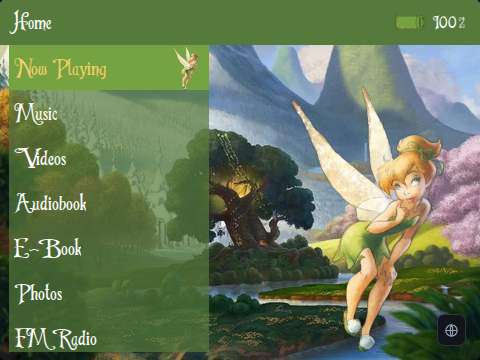 Home
100%
Now Playing
Music
Videos
Audiobook
E-Book
Photos
FM Radio